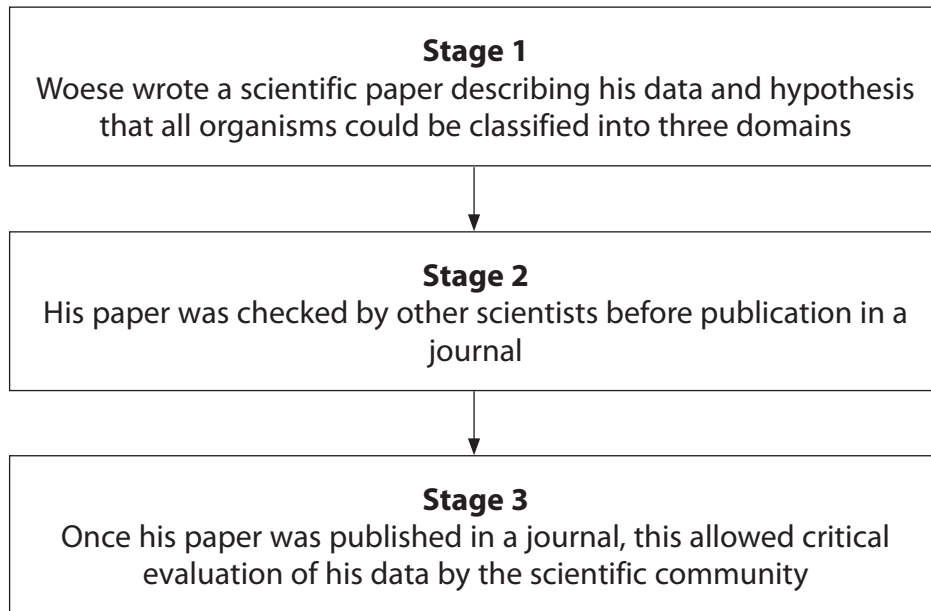 Stage 1
Woese wrote a scientific paper describing his data and hypothesis
that all organisms could be classified into three domains
Stage 2
His paper was checked by other scientists before publication in a
journal
Stage 3
Once his paper was published in a journal, this allowed critical
evaluation of his data by the scientific community